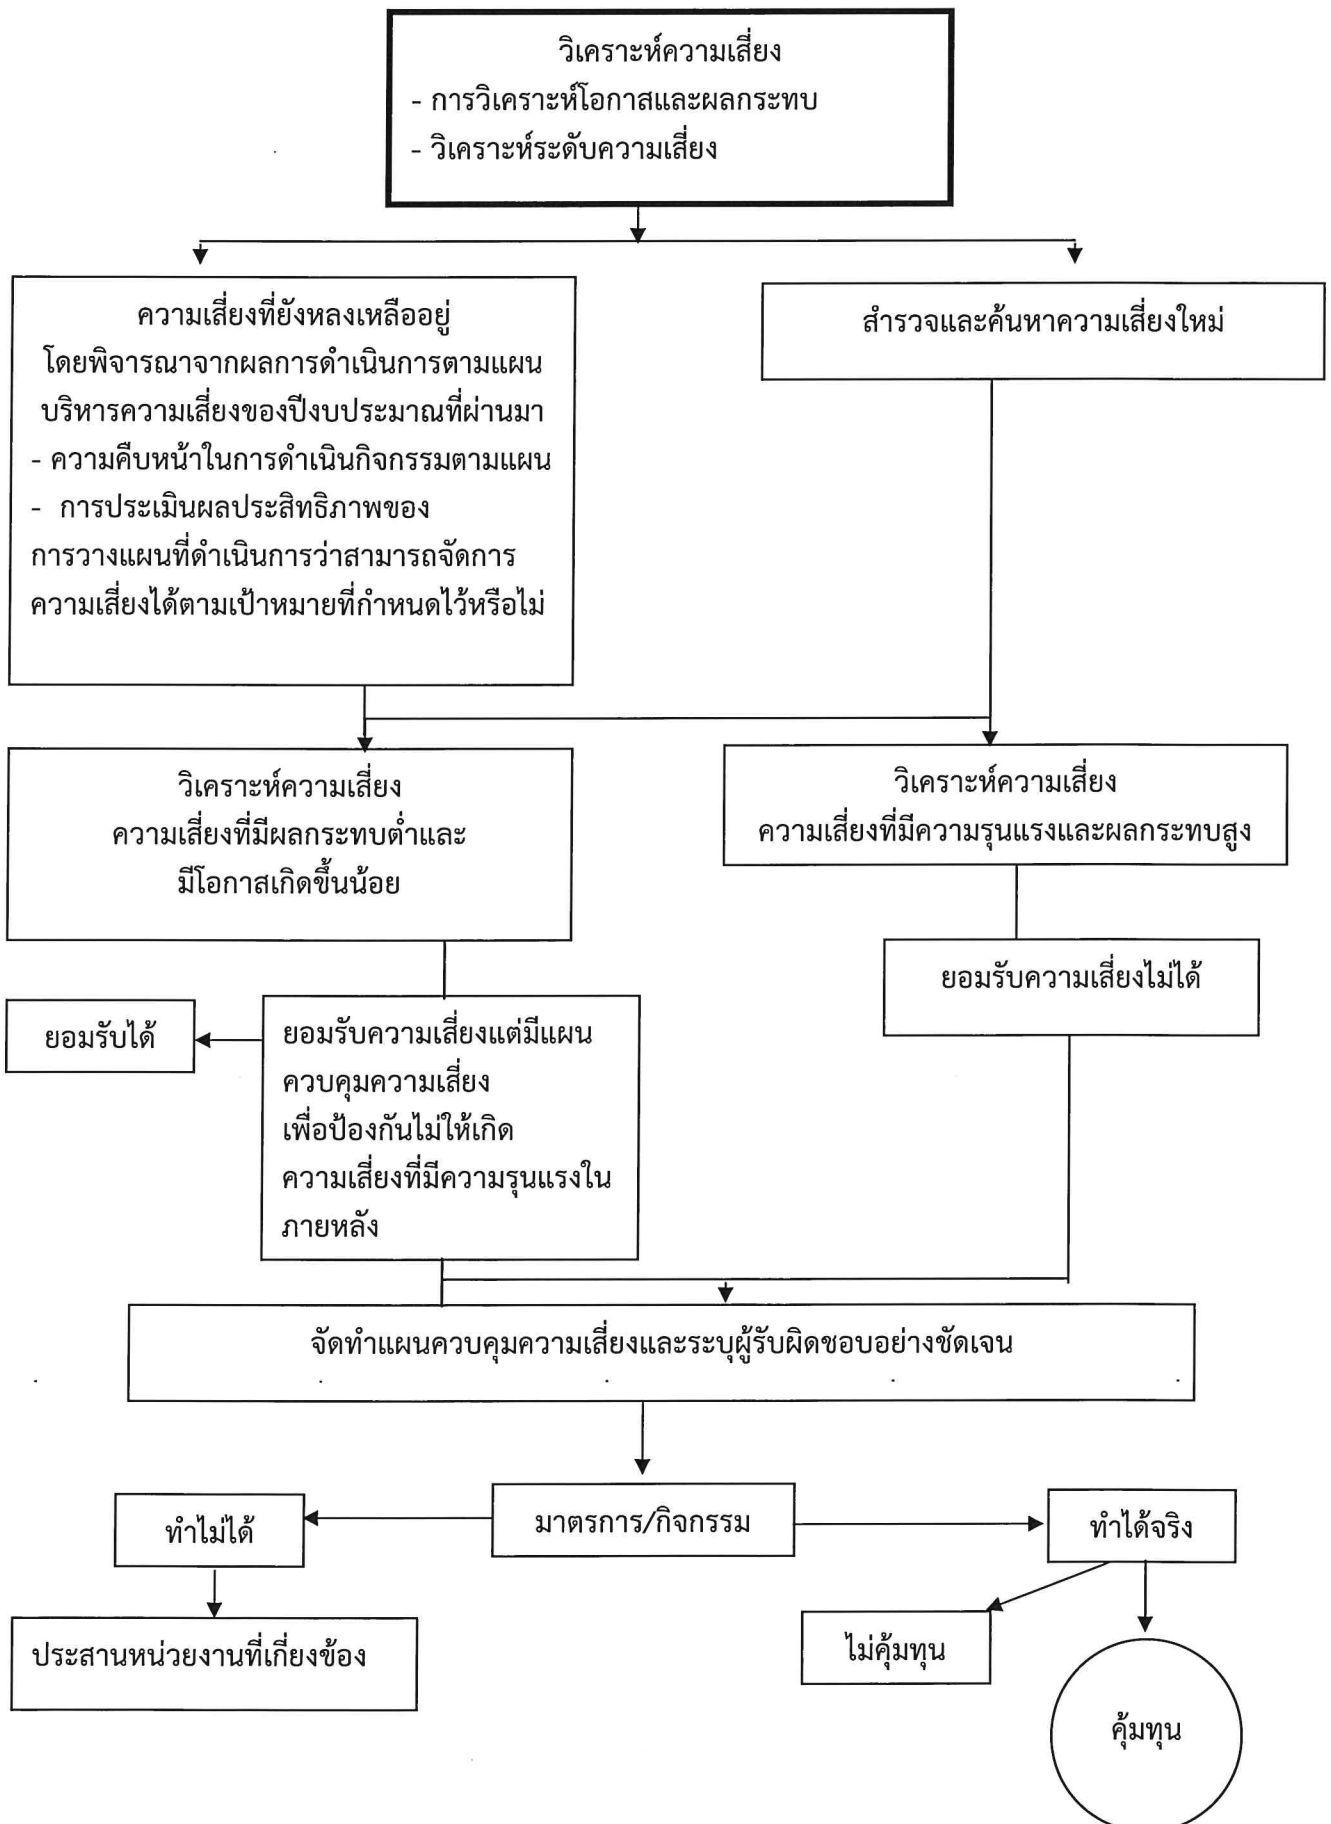 วิเคราะห์ความเสี่ยง
- การวิเคราะห์โอกาสและผลกระทบ
- วิเคราะห์ระดับความเสี่ยง
ความเสี่ยงที่ยังหลงเหลืออยู่
โดยพิจารณาจากผลการดำเนินการตามแผน
บริหารความเสี่ยงของปีงบประมาณที่ผ่านมา
- ความคืบหน้าในการดำเนินกิจกรรมตามแผน
- การประเมินผลประสิทธิภาพของ
การวางแผนที่ดำเนินการว่าสามารถจัดการ
ความเสี่ยงได้ตามเป้าหมายที่กำหนดไว้หรือไม่
สำรวจและค้นหาความเสี่ยงใหม่
วิเคราะห์ความเสี่ยง
ความเสี่ยงที่มีผลกระทบต่ำและ
มีโอกาสเกิดขึ้นน้อย
วิเคราะห์ความเสี่ยง
ความเสี่ยงที่มีความรุนแรงและผลกระทบสูง
ยอมรับความเสี่ยงไม่ได้
ยอมรับได้
ยอมรับความเสี่ยงแต่มีแผน
ควบคุมความเสี่ยง
เพื่อป้องกันไม่ให้เกิด
ความเสี่ยงที่มีความรุนแรงใน
ภายหลัง
จัดทำแผนควบคุมความเสี่ยงและระบุผู้รับผิดชอบอย่างชัดเจน
ทำไม่ได้
มาตรการ/กิจกรรม
ทำได้จริง
ประสานหน่วยงานที่เกี่ยงข้อง
ไม่คุ้มทุน
คุ้มทุน